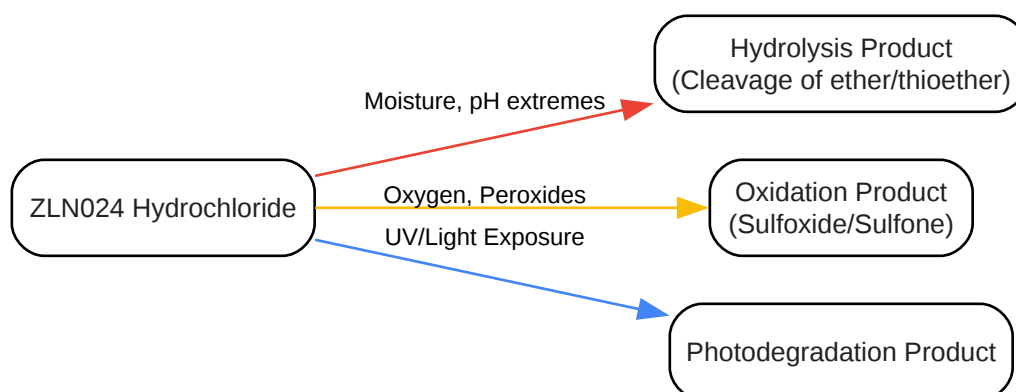 Hydrolysis Product
(Cleavage of ether/thioether)
Moisture, pH extremes
ZLN024 Hydrochloride
Oxygen, Peroxides
Oxidation Product
(Sulfoxide/Sulfone)
UV/Light Exposure
Photodegradation Product